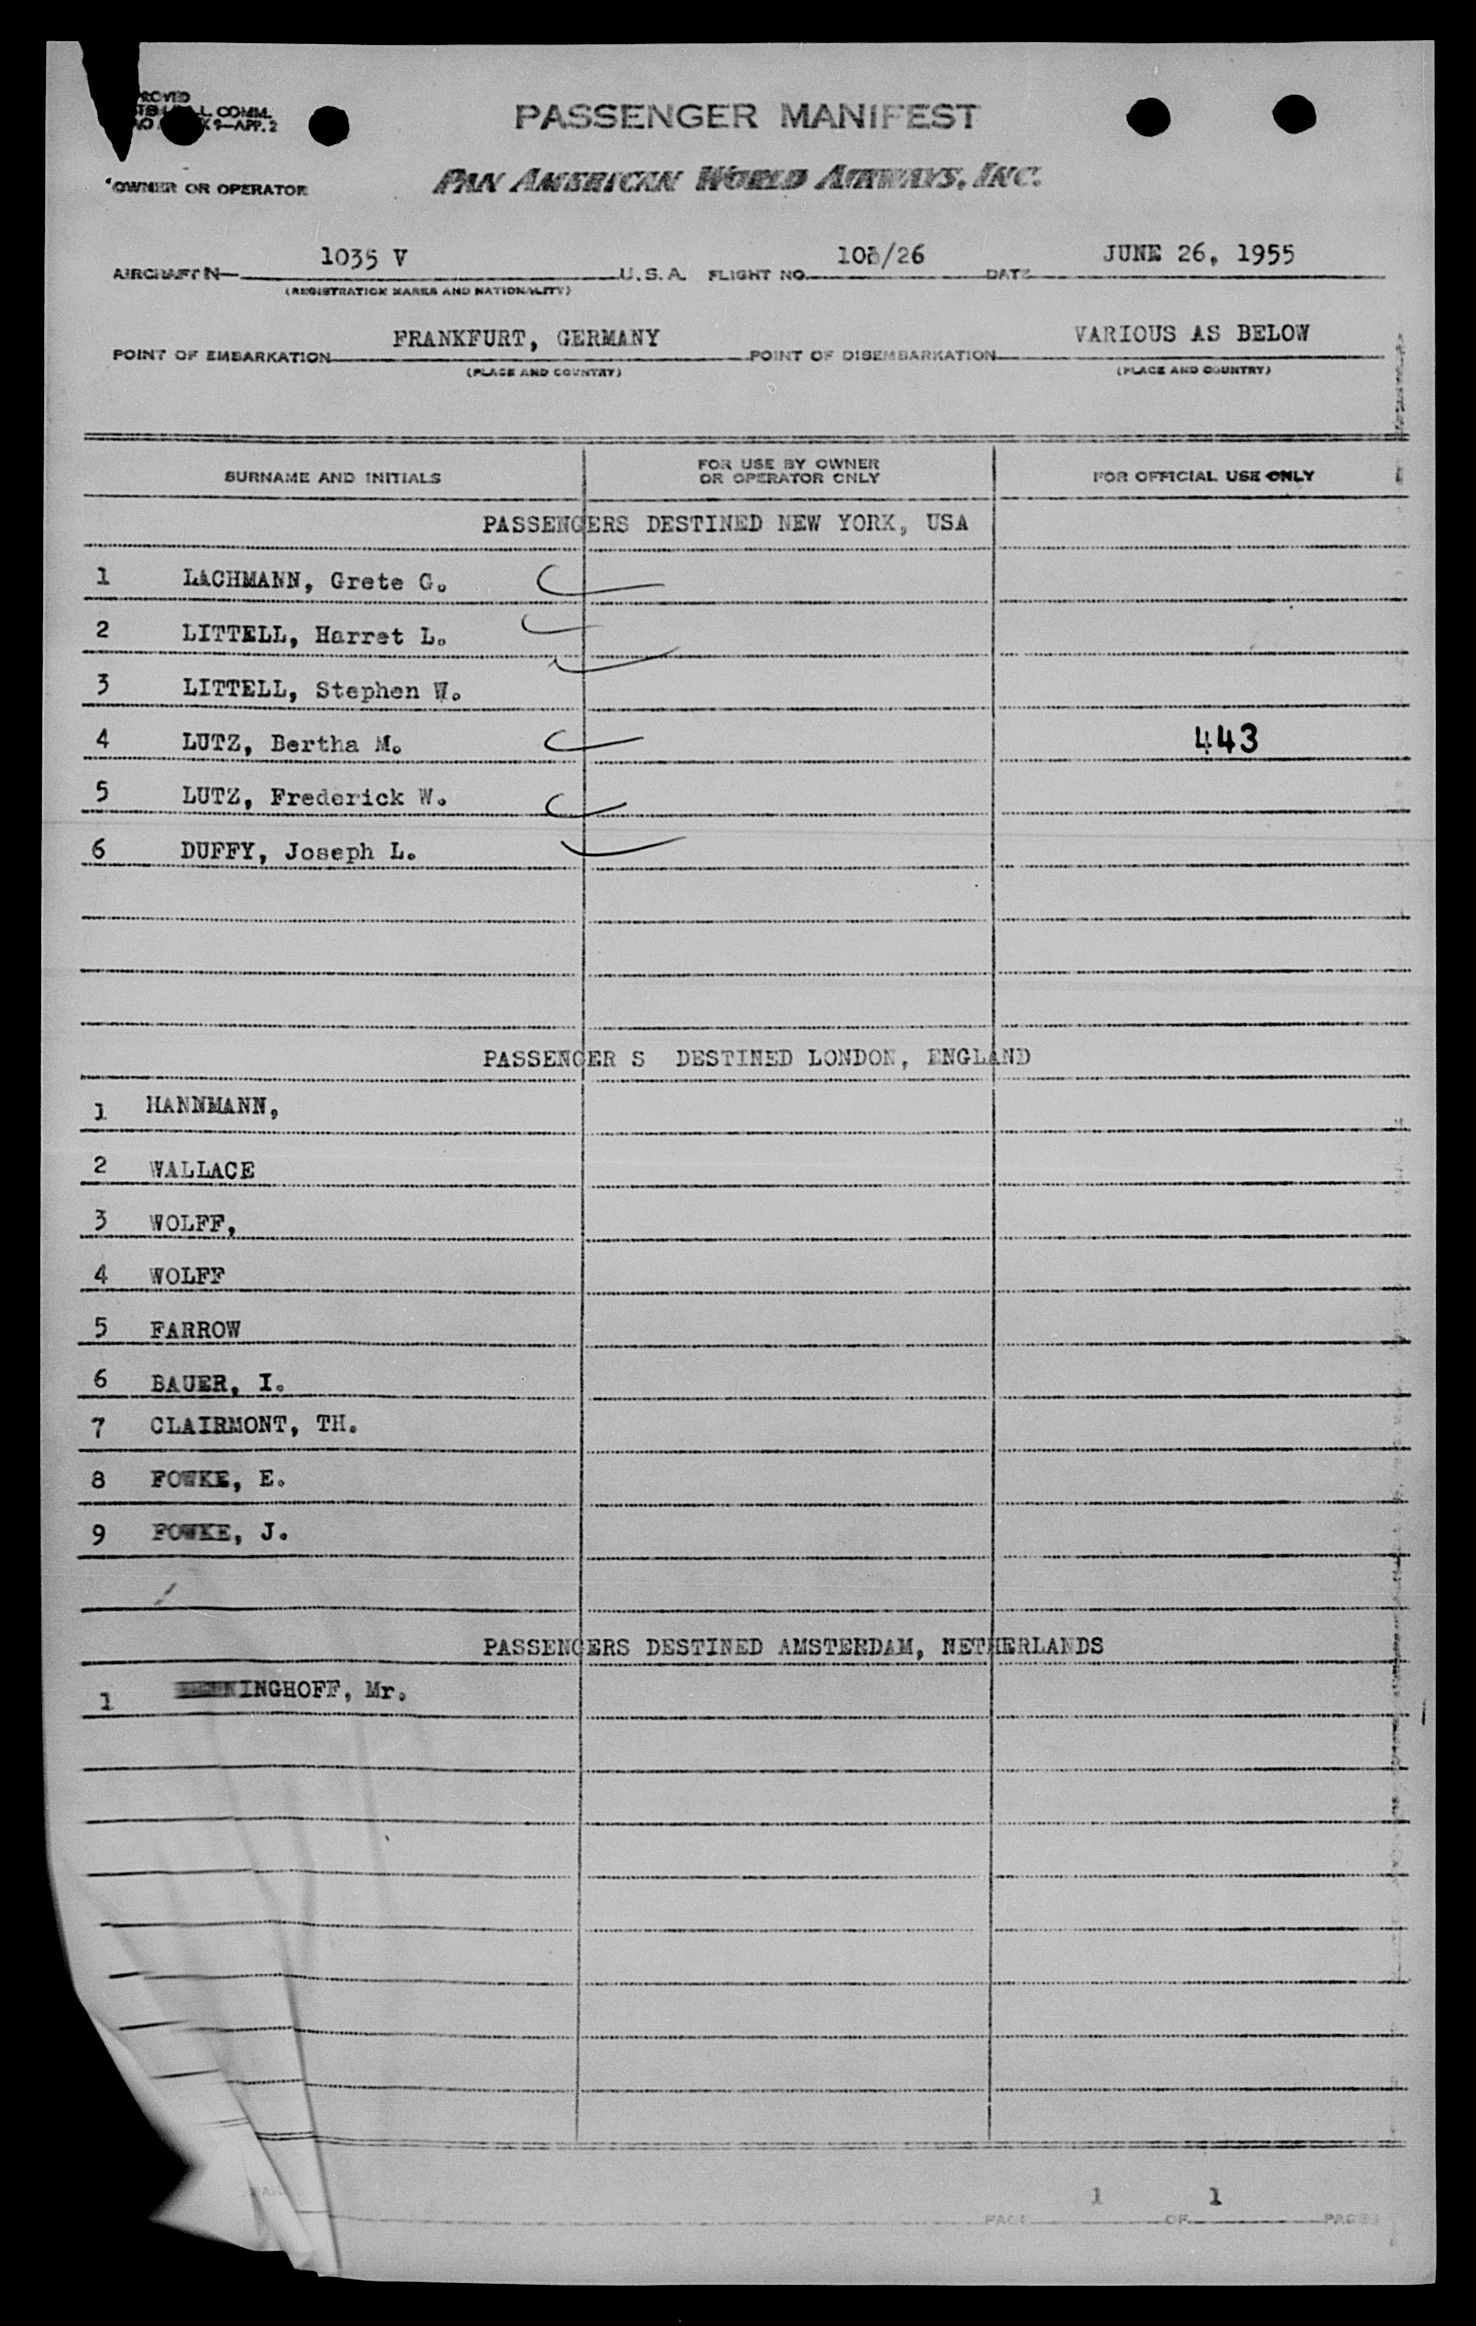 PROVED
L COMM.
9—APP. 2
PASSENGER MANIFEST
OWNER OR OPERATOR
PAN AMERICAN WORLD AIRWAYS, INC.
AIRCRAFT N 1035 V U. S. A. FLIGHT NO. /26 DATE JUNE 26, 1955
(REGISTRATION MARKS AND NATIONALITY)
POINT OF EMBARKATION FRANKFURT, GERMANY POINT OF DISEMBARKATION VARIOUS AS BELOW
(PLACE AND COUNTRY) (PLACE AND COUNTRY)
SURNAME AND INITIALS FOR USE BY OWNER OR OPERATOR ONLY FOR OFFICIAL USE ONLY
PASSENGERS DESTINED NEW YORK, USA
1 LACHMANN, Grete G.
2 LITTELL, Harret L.
3 LITTELL, Stephen W.
4 LUTZ, Bertha M. 443
5 LUTZ, Frederick W.
6 DUFFY, Joseph L.
PASSENGER S DESTINED LONDON, ENGLAND
1 HANNMANN,
2 WALLACE
3 WOLFF,
4 WOLFF
5 FARROW
6 BAUER, I.
7 CLAIRMONT, TH.
8 FOWKE, E.
9 FOWKE, J.
PASSENGERS DESTINED AMSTERDAM, NETHERLANDS
1 INGHOFF, Mr.
PAGE 1 OF 1 PAGES